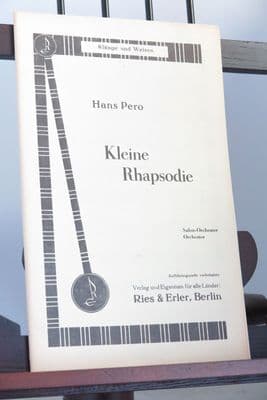 Klänge und Weisen
Hans Pero
Kleine
Rhapsodie
Salon-Orchester
Orchester
Aufführungsrecht vorbehalten
Verlag und Eigentum für alle Länder:
Ries & Erler, Berlin